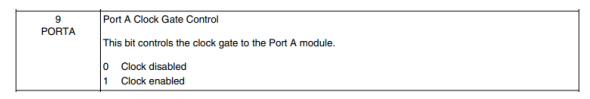 9
PORTA
Port A Clock Gate Control
This bit controls the clock gate to the Port A module.
0 Clock disabled
1 Clock enabled